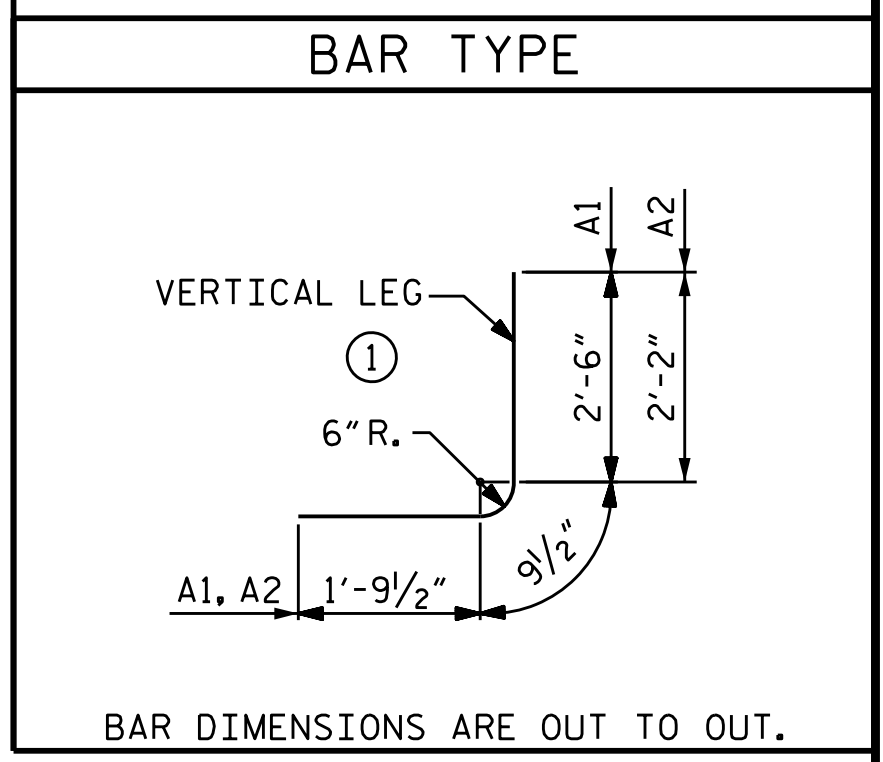 BAR TYPE
A1
A2
VERTICAL LEG
1
2'-6"
2'-2"
6" R.
9½"
A1, A2
1'-9½"
BAR DIMENSIONS ARE OUT TO OUT.